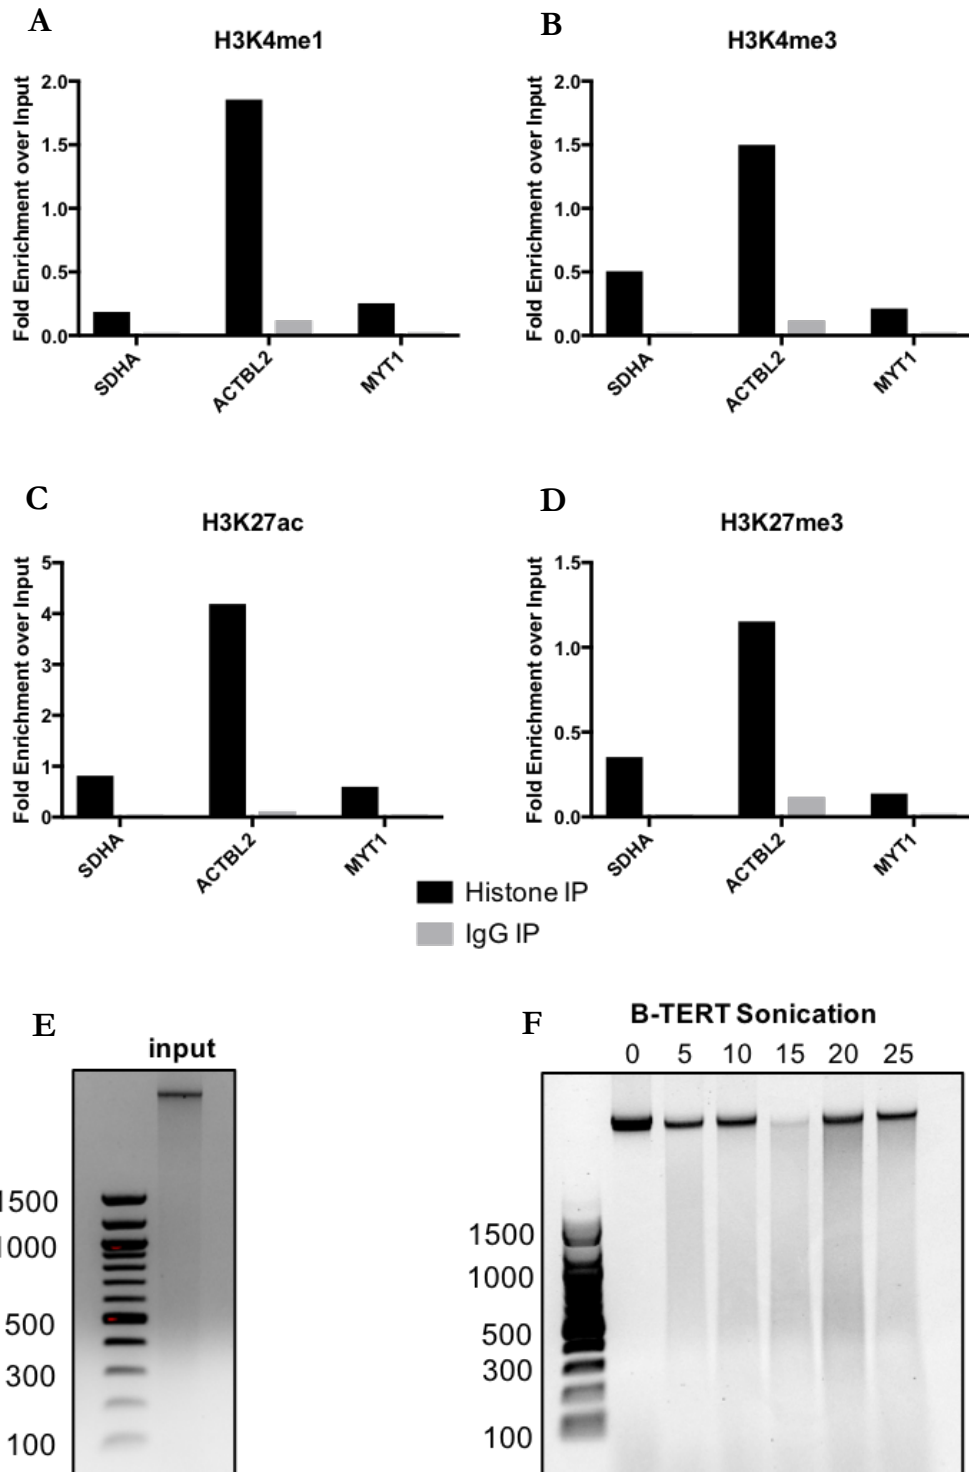 A
H3K4me1
Fold Enrichment over Input
2.0
1.5
1.0
0.5
0.0
SDHA
ACTBL2
MYT1
B
H3K4me3
Fold Enrichment over Input
2.0
1.5
1.0
0.5
0.0
SDHA
ACTBL2
MYT1
C
H3K27ac
Fold Enrichment over Input
5
4
3
2
1
0
SDHA
ACTBL2
MYT1
D
H3K27me3
Fold Enrichment over Input
1.5
1.0
0.5
0.0
SDHA
ACTBL2
MYT1
Histone IP
IgG IP
E
input
1500
1000
500
300
100
F
B-TERT Sonication
0 5 10 15 20 25
1500
1000
500
300
100